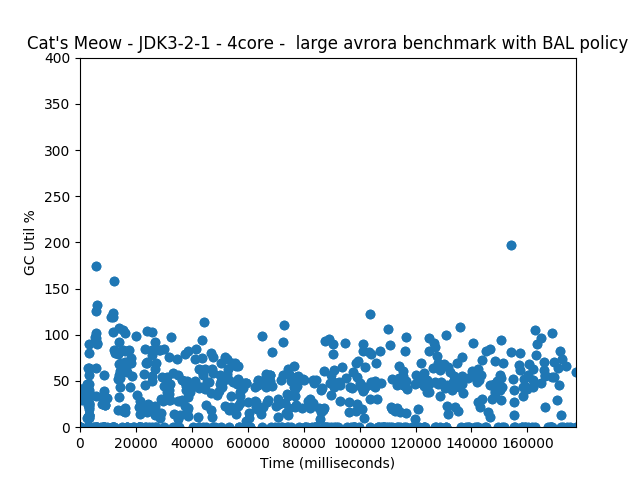 Cat's Meow - JDK3-2-1 - 4core -  large avrora benchmark with BAL policy
400
350
300
250
200
150
100
50
0
GC Util %
0 20000 40000 60000 80000 100000 120000 140000 160000
Time (milliseconds)